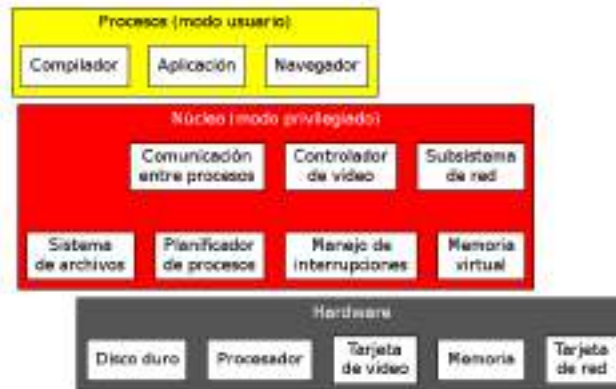 Procesos (modo usuario)
Compilador Aplicación Navegador
Núcleo (modo privilegiado)
Comunicación Controlador Subsistema
entre procesos de vídeo de red
Sistema Planificador Manejo de Memoria
de archivos de procesos interrupciones virtual
Hardware
Disco duro Procesador Tarjeta de vídeo Memoria Tarjeta de red